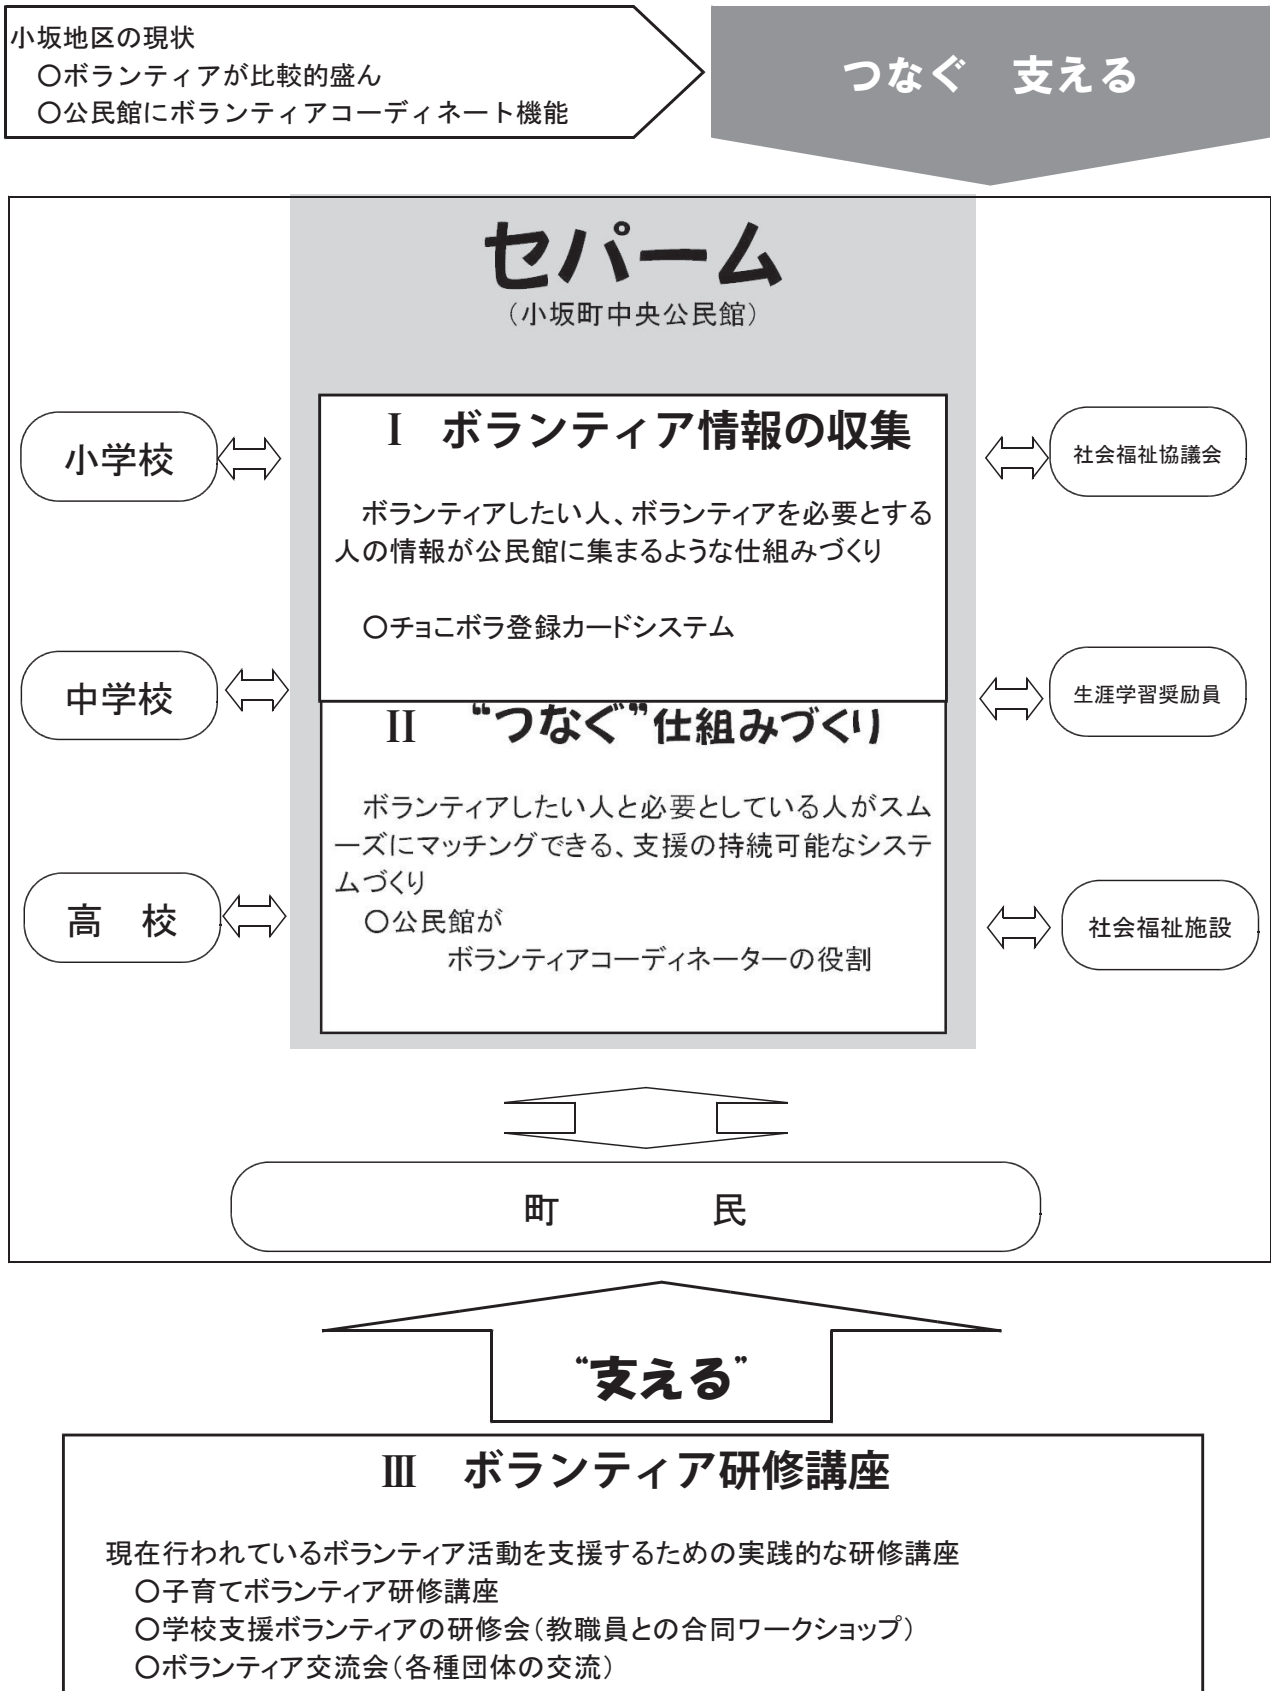 小坂地区の現状
○ボランティアが比較的盛ん
○公民館にボランティアコーディネート機能
つなぐ　支える
セパーム
（小坂町中央公民館）
Ⅰ　ボランティア情報の収集
ボランティアしたい人、ボランティアを必要とする
人の情報が公民館に集まるような仕組みづくり
○チョこボラ登録カードシステム
Ⅱ　“つなぐ”仕組みづくり
ボランティアしたい人と必要としている人がスム
ーズにマッチングできる、支援の持続可能なシステ
ムづくり
○公民館が
ボランティアコーディネーターの役割
小学校
中学校
高　校
社会福祉協議会
生涯学習奨励員
社会福祉施設
町　民
“支える”
Ⅲ　ボランティア研修講座
現在行われているボランティア活動を支援するための実践的な研修講座
○子育てボランティア研修講座
○学校支援ボランティアの研修会（教職員との合同ワークショップ）
○ボランティア交流会（各種団体の交流）